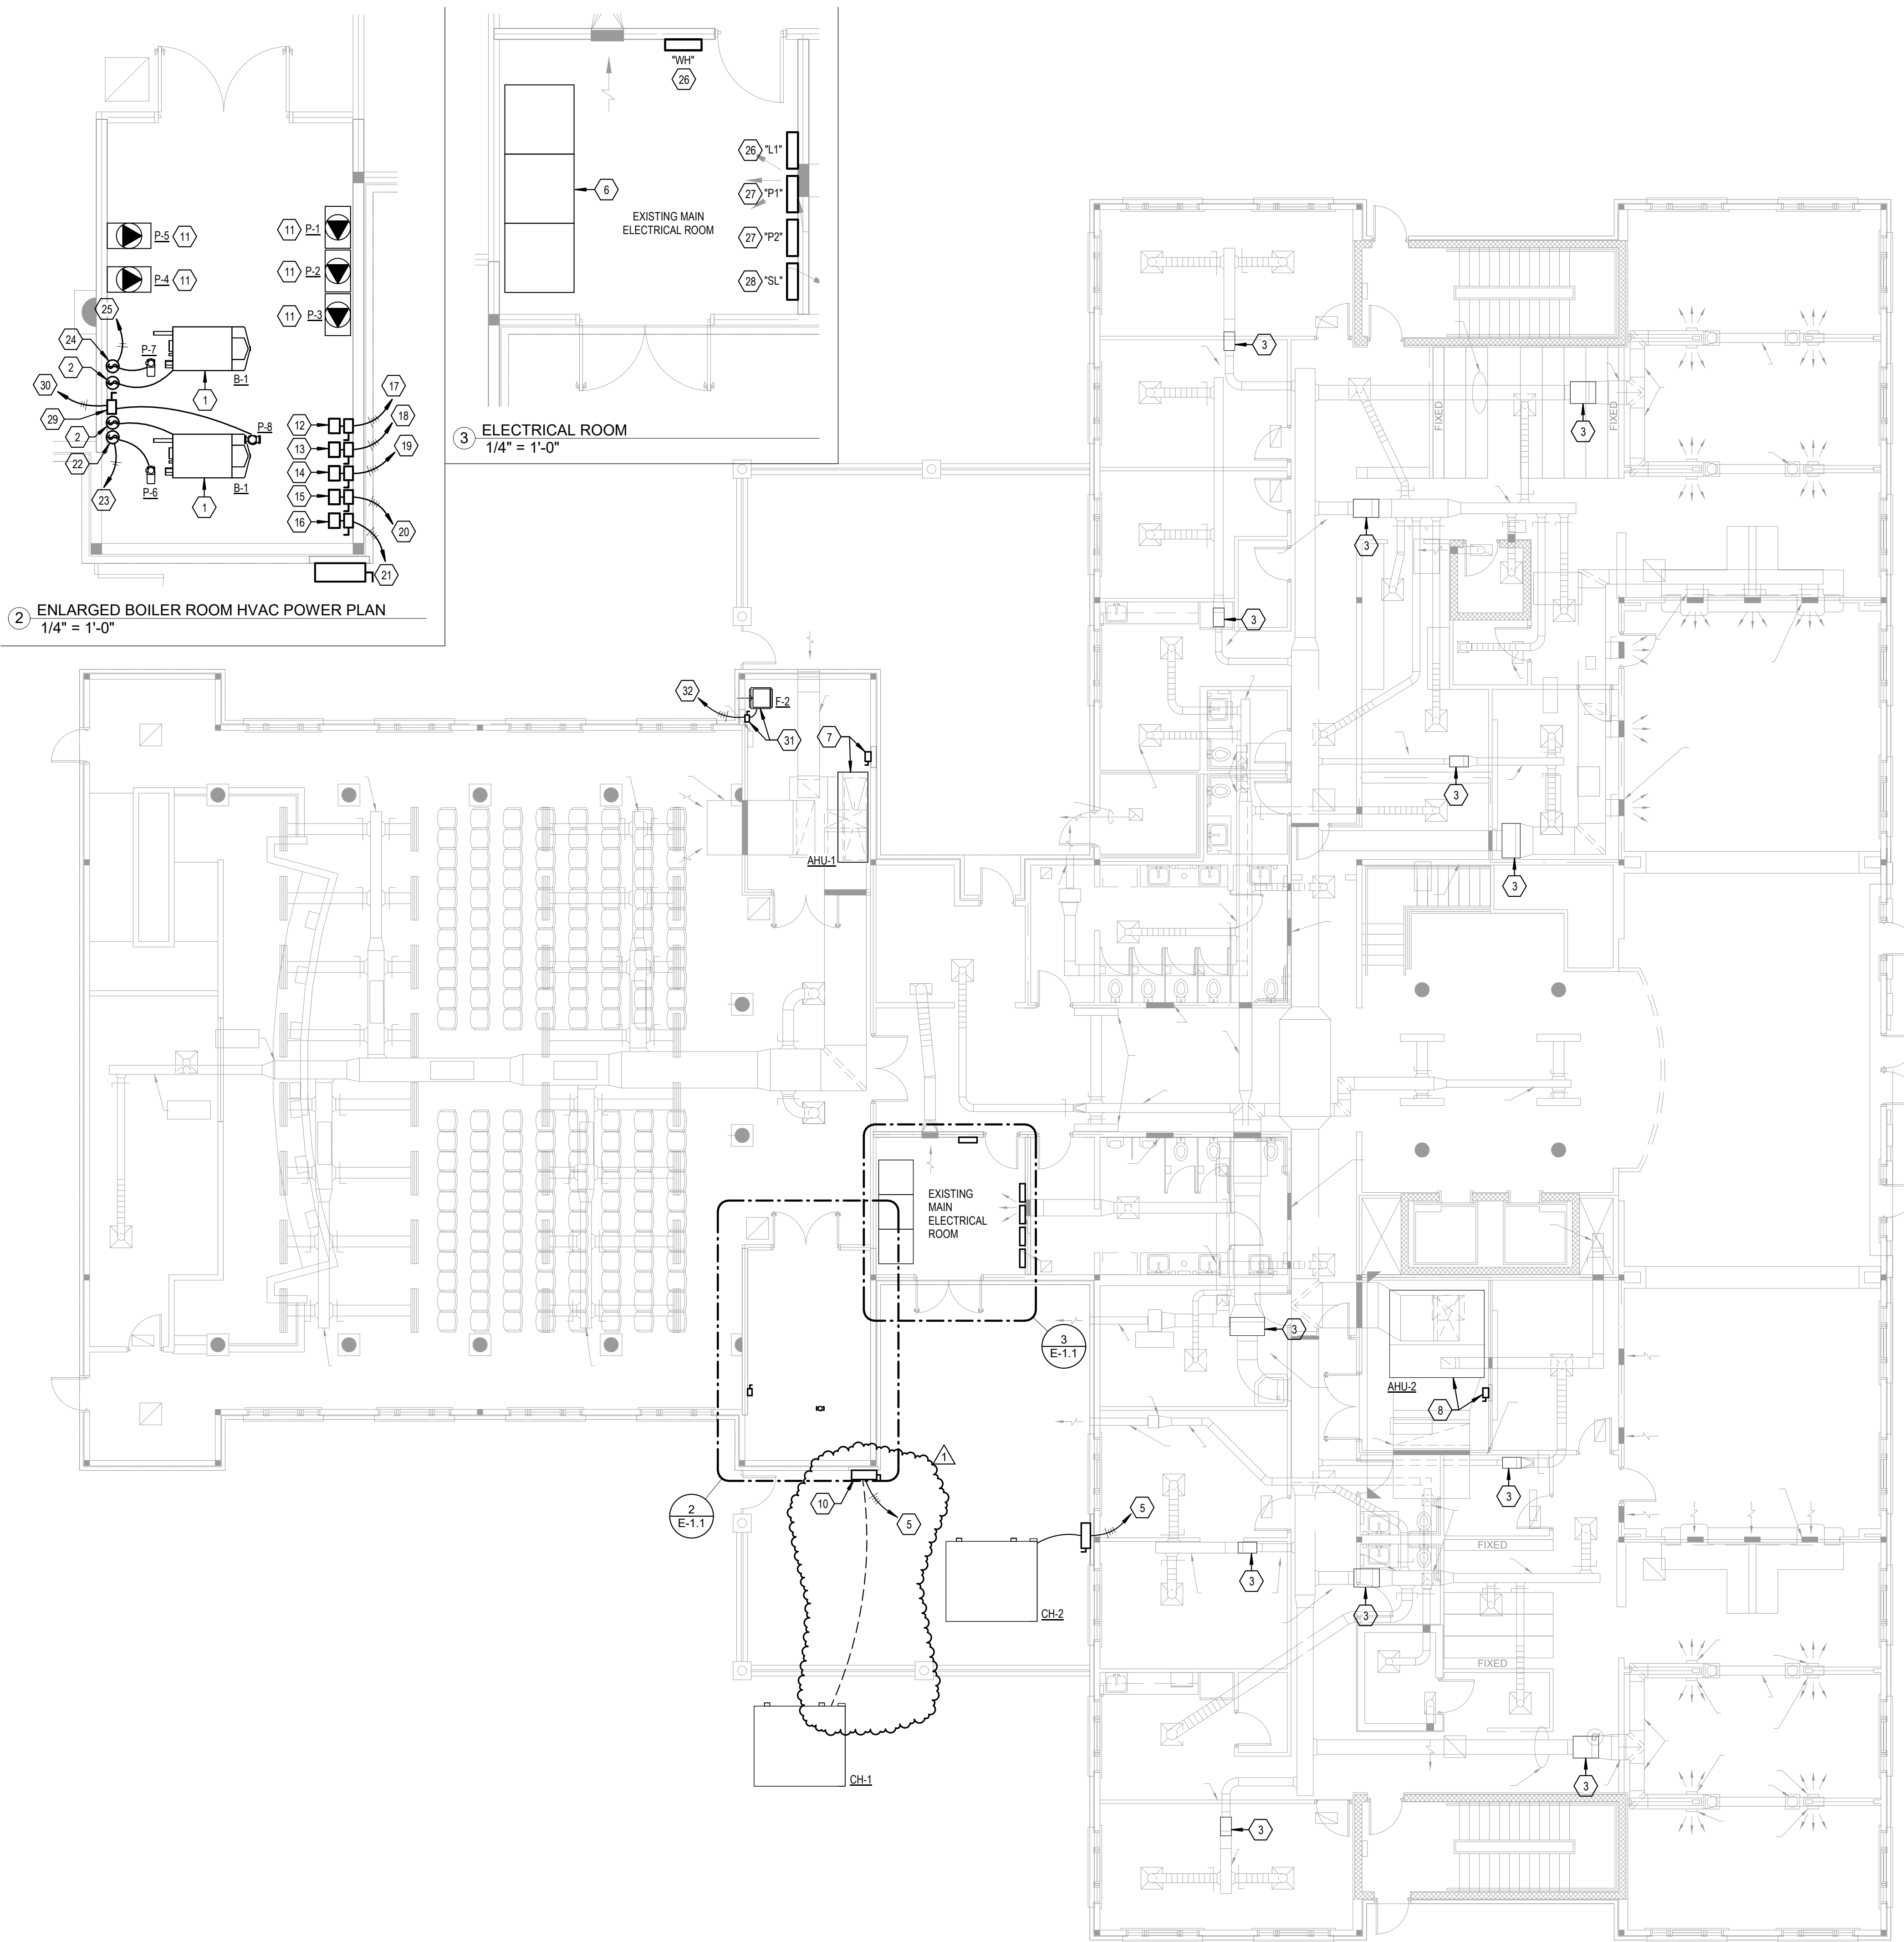 P-5 11
P-4 11
11 P-1
11 P-2
11 P-3
25
24
P-7
2
B-1
30
1
29
2
P-8
22
P-6
B-1
23
1
12
17
13
18
14
19
15
20
16
21
2 ENLARGED BOILER ROOM HVAC POWER PLAN
1/4" = 1'-0"
"WH"
26
26 "L1"
27 "P1"
27 "P2"
28 "SL"
6
EXISTING MAIN
ELECTRICAL ROOM
3 ELECTRICAL ROOM
1/4" = 1'-0"
3
3
FIXED
FIXED
3
3
32
F-2
31
7
AHU-1
3
3
EXISTING
MAIN
ELECTRICAL
ROOM
3
E-1.1
3
AHU-2
8
1
10
5
2
E-1.1
5
3
CH-2
3
3
FIXED
FIXED
CH-1
3
3